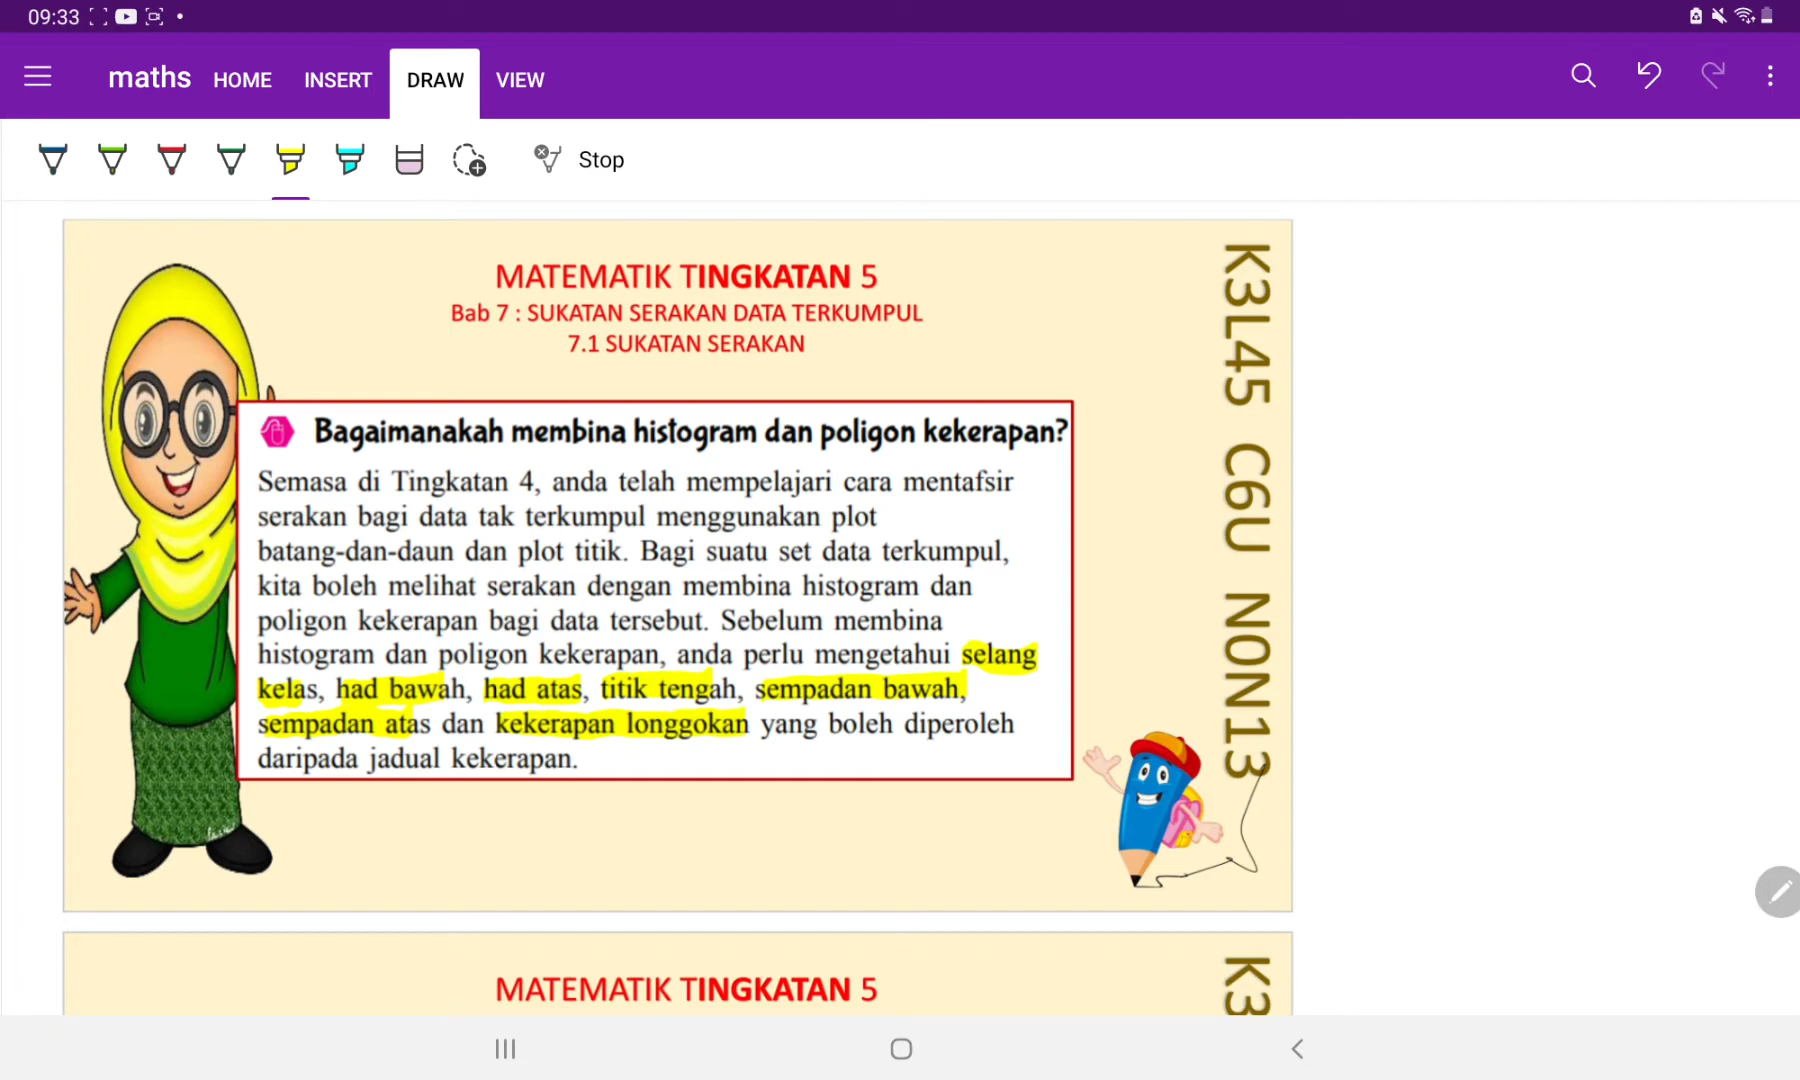 09:33
maths HOME INSERT DRAW VIEW
Stop
MATEMATIK TINGKATAN 5
Bab 7 : SUKATAN SERAKAN DATA TERKUMPUL
7.1 SUKATAN SERAKAN
Bagaimanakah membina histogram dan poligon kekerapan?
Semasa di Tingkatan 4, anda telah mempelajari cara mentafsir
serakan bagi data tak terkumpul menggunakan plot
batang-dan-daun dan plot titik. Bagi suatu set data terkumpul,
kita boleh melihat serakan dengan membina histogram dan
poligon kekerapan bagi data tersebut. Sebelum membina
histogram dan poligon kekerapan, anda perlu mengetahui selang
kelas, had bawah, had atas, titik tengah, sempadan bawah,
sempadan atas dan kekerapan longgokan yang boleh diperoleh
daripada jadual kekerapan.
K3L45 C6U N0N13
MATEMATIK TINGKATAN 5
K3